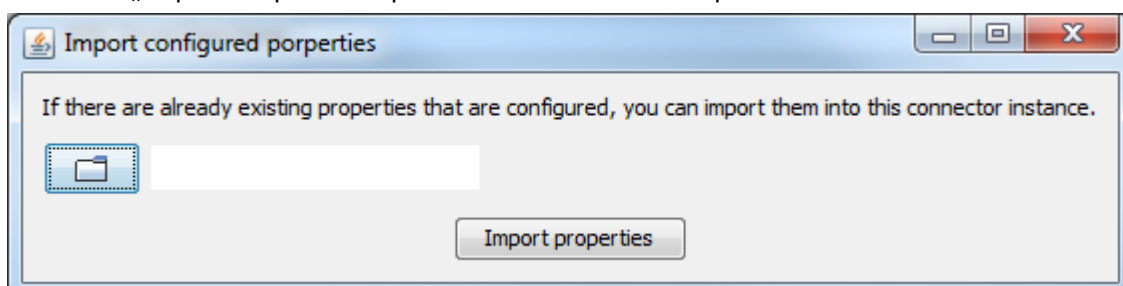 Import configured porperties
If there are already existing properties that are configured, you can import them into this connector instance.
Import properties